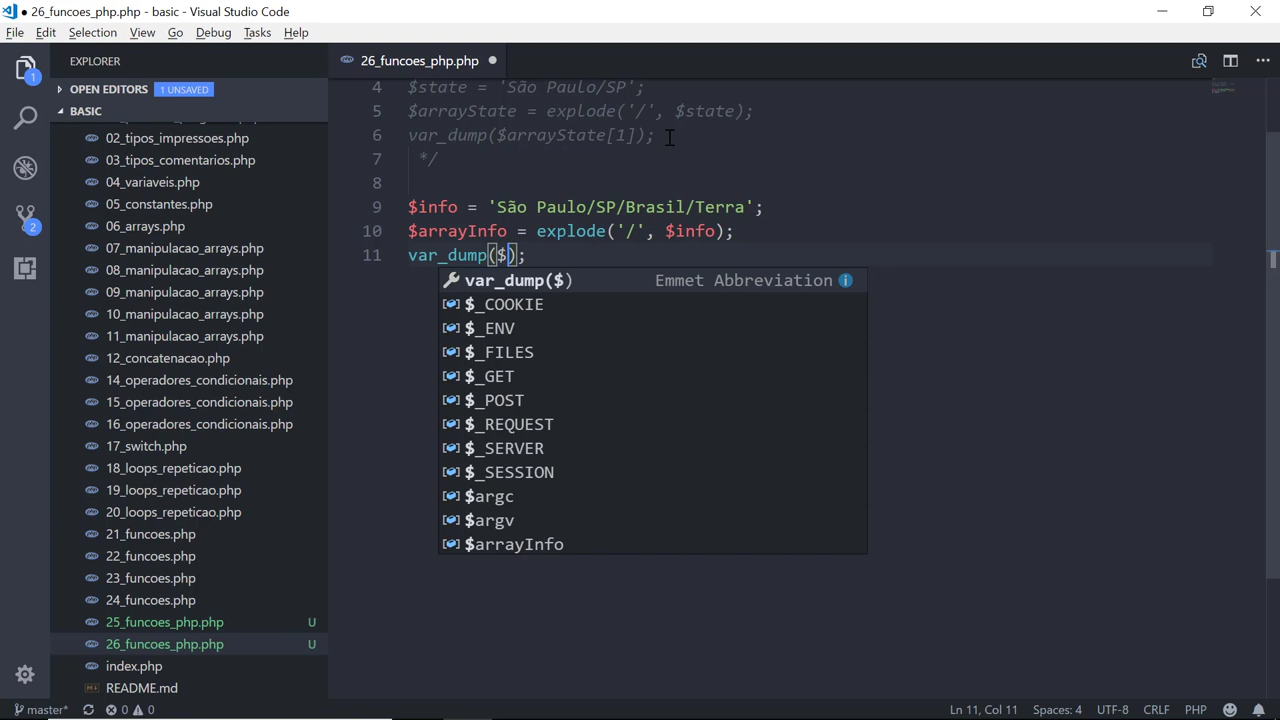 ● 26_funcoes_php.php - basic - Visual Studio Code
File Edit Selection View Go Debug Tasks Help
EXPLORER
26_funcoes_php.php
1
OPEN EDITORS 1 UNSAVED
BASIC
02_tipos_impressoes.php
03_tipos_comentarios.php
04_variaveis.php
05_constantes.php
2
06_arrays.php
07_manipulacao_arrays.php
08_manipulacao_arrays.php
09_manipulacao_arrays.php
10_manipulacao_arrays.php
11_manipulacao_arrays.php
12_concatenacao.php
14_operadores_condicionais.php
15_operadores_condicionais.php
16_operadores_condicionais.php
17_switch.php
18_loops_repeticao.php
19_loops_repeticao.php
20_loops_repeticao.php
21_funcoes.php
22_funcoes.php
23_funcoes.php
24_funcoes.php
25_funcoes_php.php U
26_funcoes_php.php U
index.php
README.md
4 $state = 'São Paulo/SP';
5 $arrayState = explode('/', $state);
6 var_dump($arrayState[1]);
7 */
8
9 $info = 'São Paulo/SP/Brasil/Terra';
10 $arrayInfo = explode('/', $info);
11 var_dump($);
var_dump($) Emmet Abbreviation
$_COOKIE
$_ENV
$_FILES
$_GET
$_POST
$_REQUEST
$_SERVER
$_SESSION
$argc
$argv
$arrayInfo
master* 0 0 Ln 11, Col 11 Spaces: 4 UTF-8 CRLF PHP